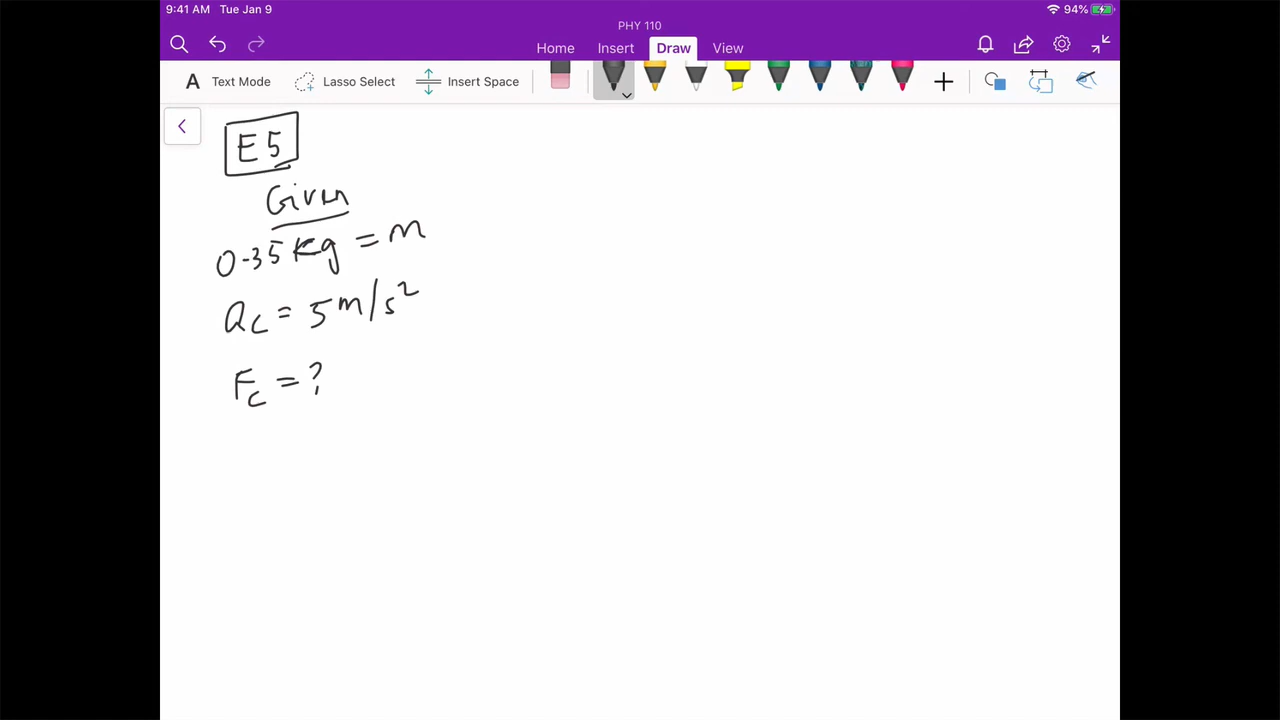 9:41 AM Tue Jan 9
94%
PHY 110
Home Insert Draw View
A Text Mode Lasso Select Insert Space
E5
Given
0.35 kg = m
ac = 5 m/s²
Fc = ?